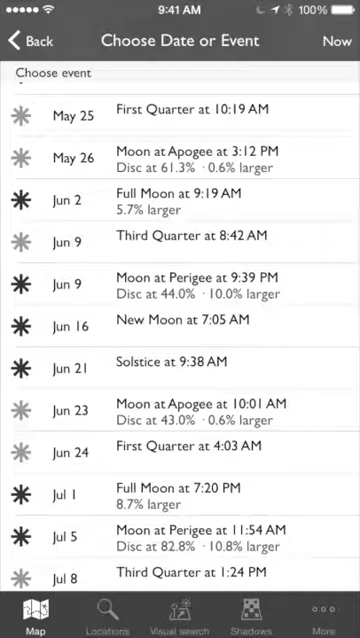 9:41 AM
100%
Back
Choose Date or Event
Now
Choose event
May 25
First Quarter at 10:19 AM
May 26
Moon at Apogee at 3:12 PM
Disc at 61.3% · 0.6% larger
Jun 2
Full Moon at 9:19 AM
5.7% larger
Jun 9
Third Quarter at 8:42 AM
Jun 9
Moon at Perigee at 9:39 PM
Disc at 44.0% · 10.0% larger
Jun 16
New Moon at 7:05 AM
Jun 21
Solstice at 9:38 AM
Jun 23
Moon at Apogee at 10:01 AM
Disc at 43.0% · 0.6% larger
Jun 24
First Quarter at 4:03 AM
Jul 1
Full Moon at 7:20 PM
8.7% larger
Jul 5
Moon at Perigee at 11:54 AM
Disc at 82.8% · 10.8% larger
Jul 8
Third Quarter at 1:24 PM
Map
Locations
Visual search
Shadows
More